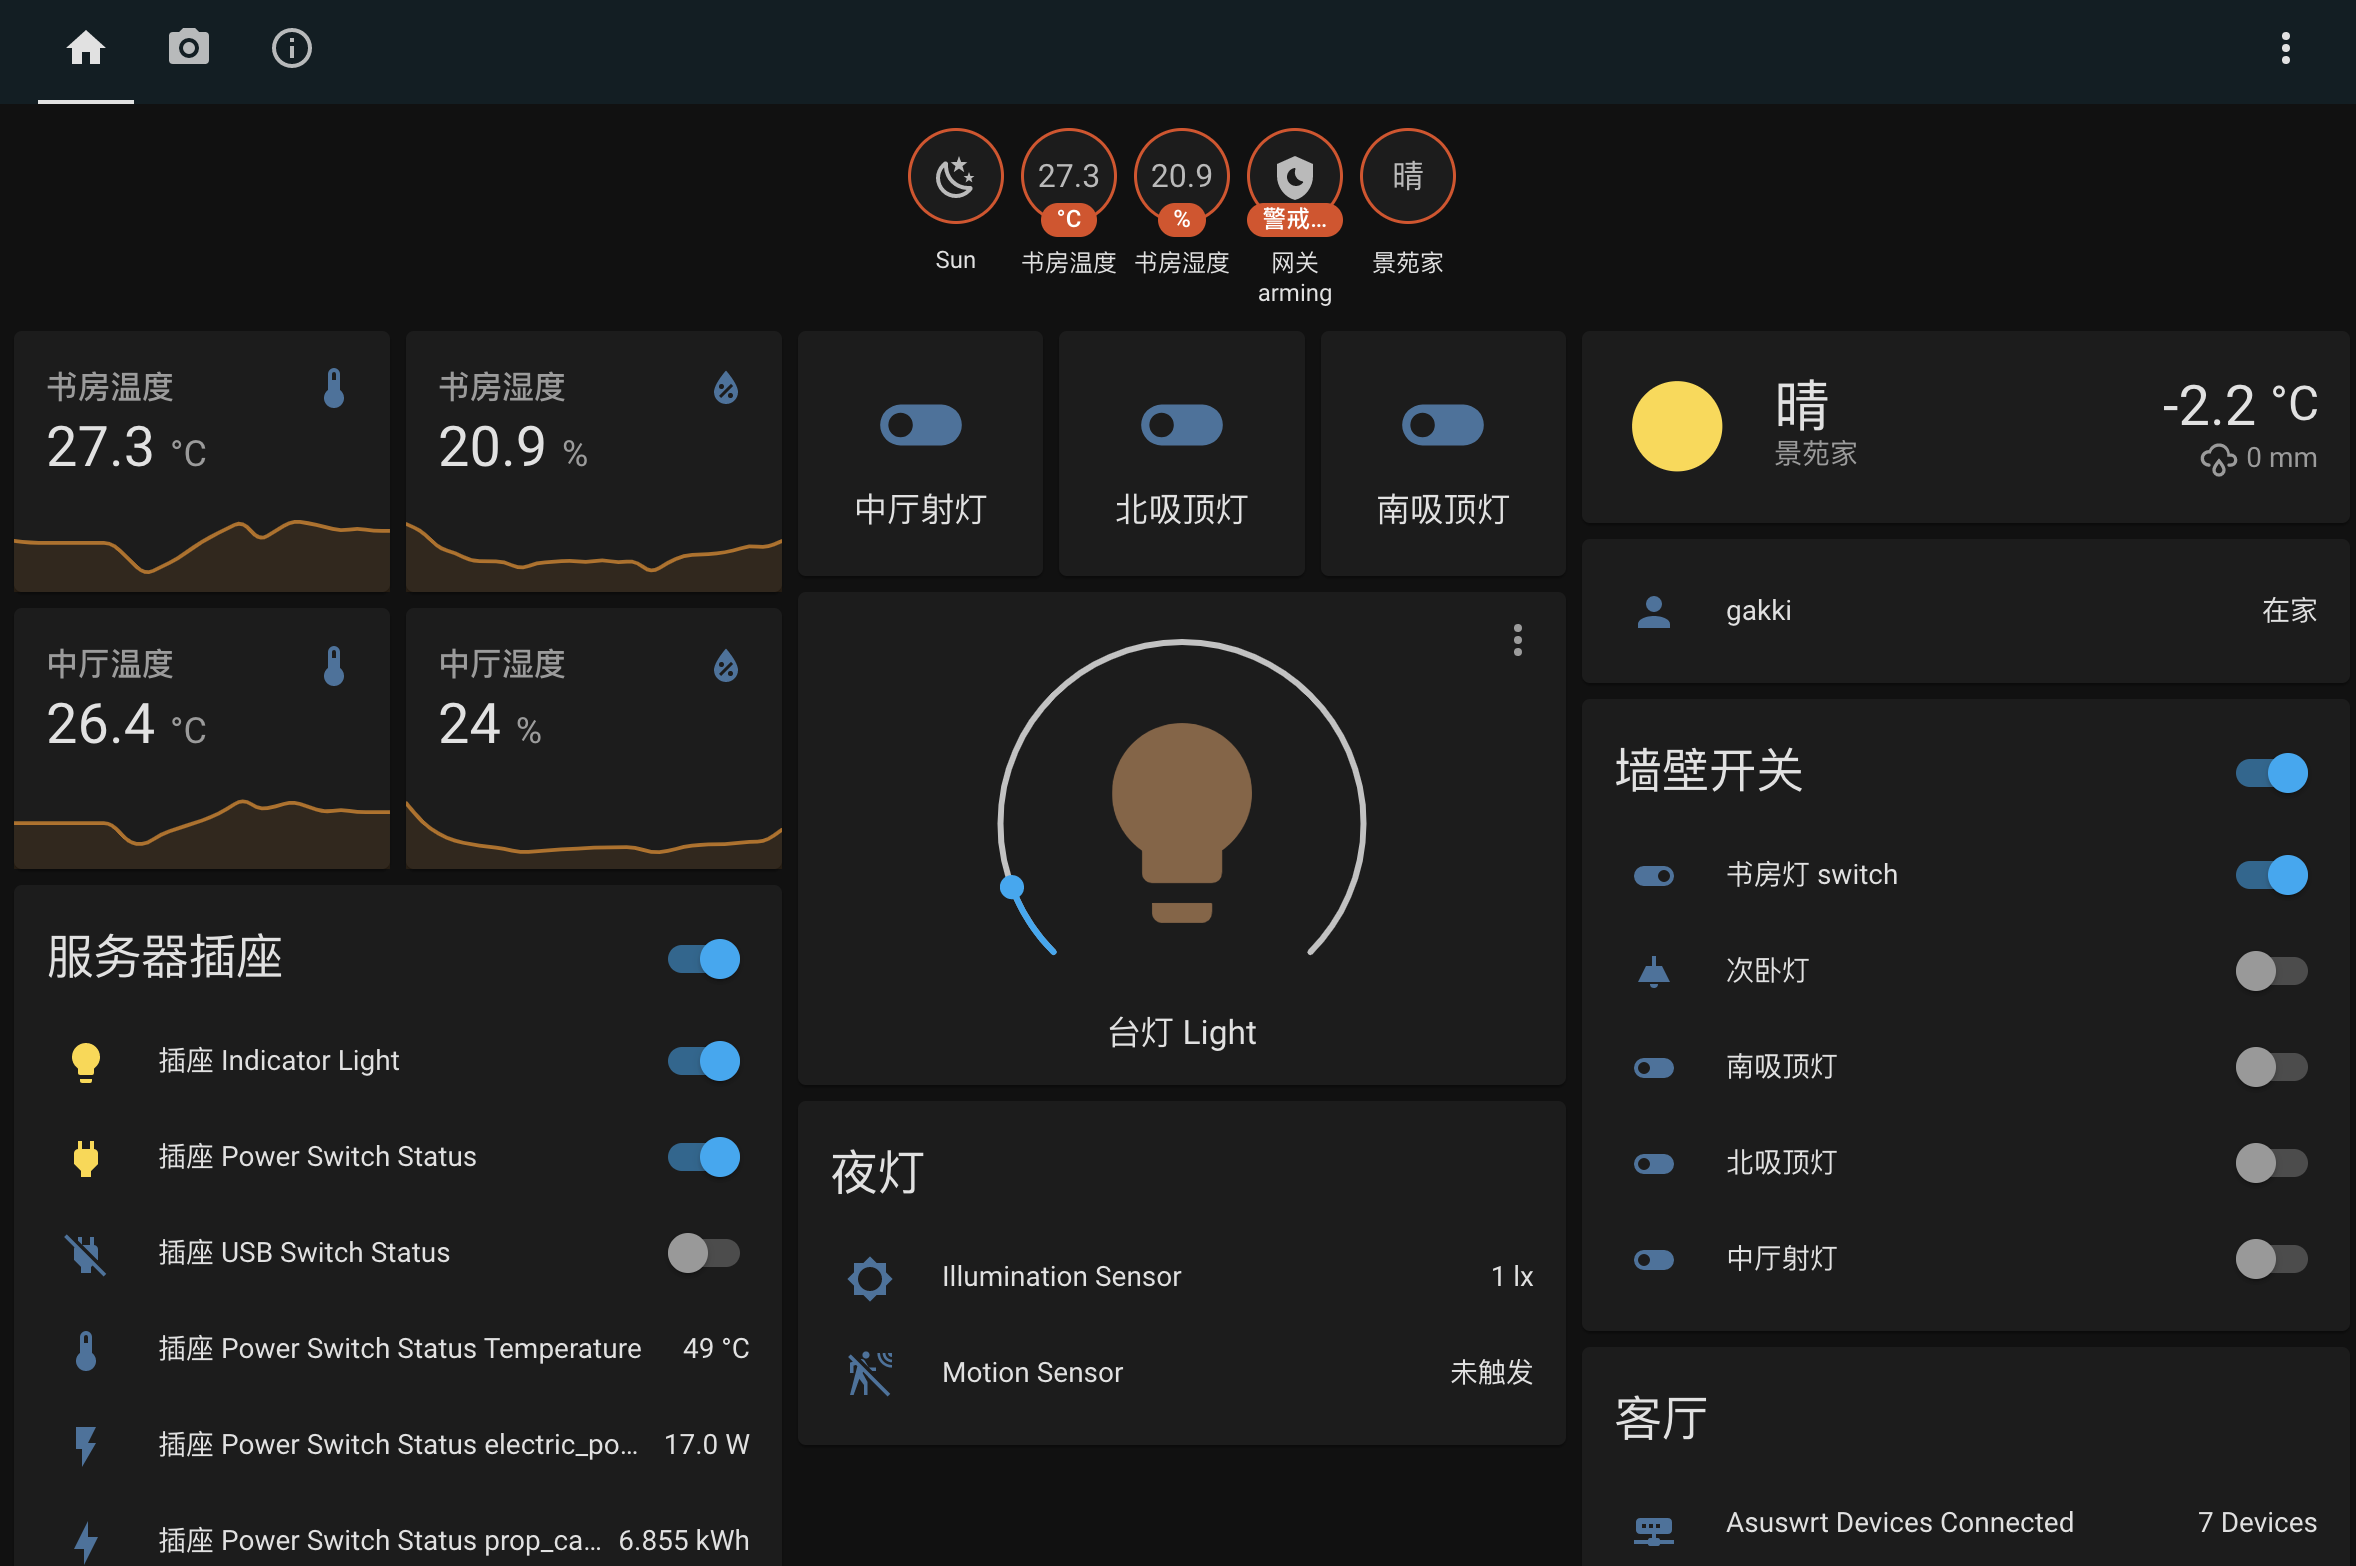 27.3
°C
书房温度
20.9
%
书房湿度
警戒...
网关
arming
晴
景苑家
Sun
书房温度
27.3 °C
书房湿度
20.9 %
中厅温度
26.4 °C
中厅湿度
24 %
服务器插座
插座 Indicator Light
插座 Power Switch Status
插座 USB Switch Status
插座 Power Switch Status Temperature 49 °C
插座 Power Switch Status electric_po... 17.0 W
插座 Power Switch Status prop_ca... 6.855 kWh
中厅射灯
北吸顶灯
南吸顶灯
台灯 Light
夜灯
Illumination Sensor 1 lx
Motion Sensor 未触发
晴
景苑家
-2.2 °C
0 mm
gakki 在家
墙壁开关
书房灯 switch
次卧灯
南吸顶灯
北吸顶灯
中厅射灯
客厅
Asuswrt Devices Connected 7 Devices